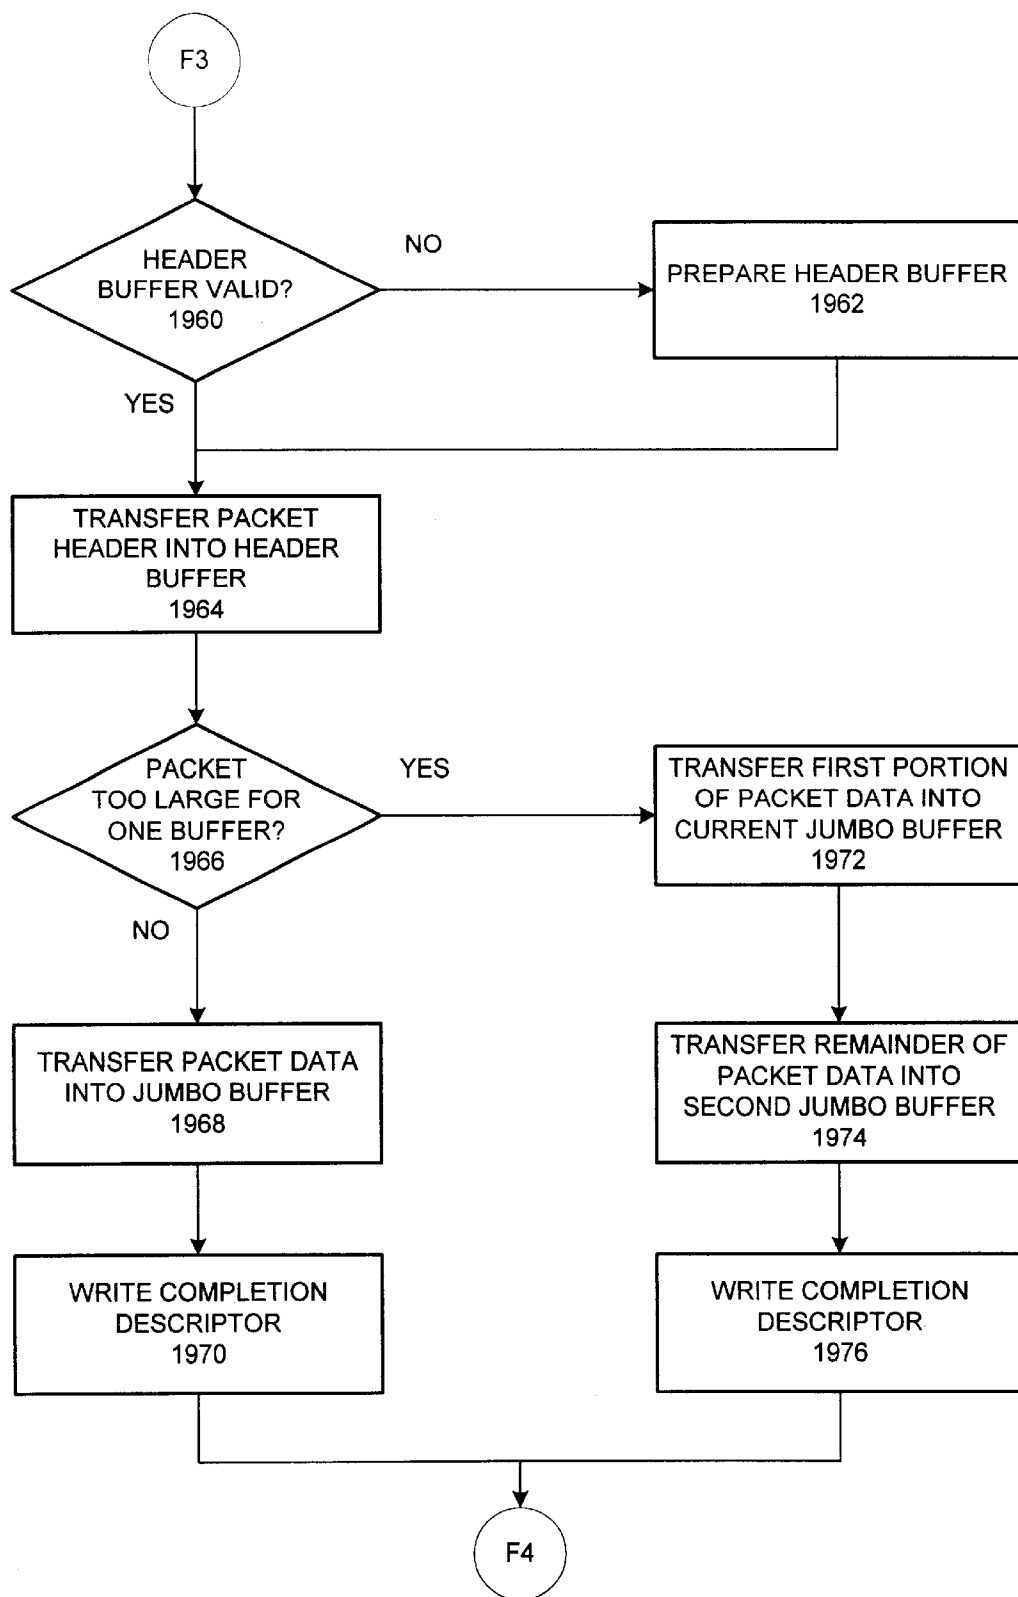 F3
HEADER
BUFFER VALID?
1960
NO
PREPARE HEADER BUFFER
1962
YES
TRANSFER PACKET
HEADER INTO HEADER
BUFFER
1964
PACKET
TOO LARGE FOR
ONE BUFFER?
1966
YES
TRANSFER FIRST PORTION
OF PACKET DATA INTO
CURRENT JUMBO BUFFER
1972
NO
TRANSFER PACKET DATA
INTO JUMBO BUFFER
1968
TRANSFER REMAINDER OF
PACKET DATA INTO
SECOND JUMBO BUFFER
1974
WRITE COMPLETION
DESCRIPTOR
1970
WRITE COMPLETION
DESCRIPTOR
1976
F4